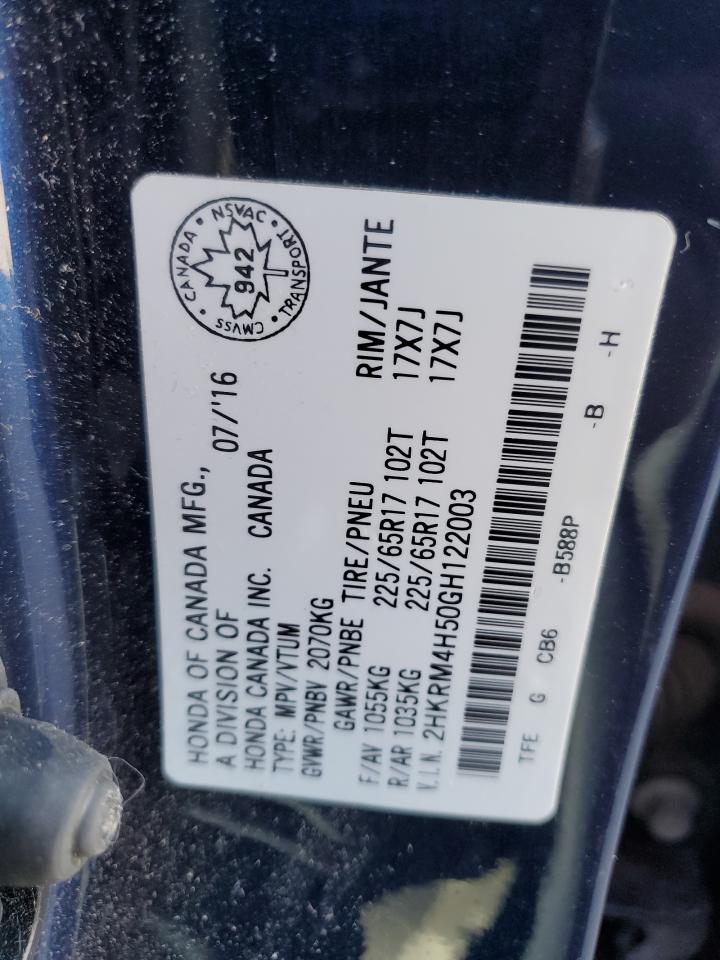 HONDA OF CANADA MFG., 07/'16
A DIVISION OF
HONDA CANADA INC. CANADA
TYPE: MPV/VTUM
GVWR/PNBV 2070KG
GAWR/PNBE TIRE/PNEU RIM/JANTE
F/AV 1055KG 225/65R17 102T 17X7J
R/AR 1035KG 225/65R17 102T 17X7J
V.I.N. 2HKRM4H50GH122003
TFE G CB6 -B588P -B -H
CANADA • NSVAC • TRANSPORT • CMVSS •
942